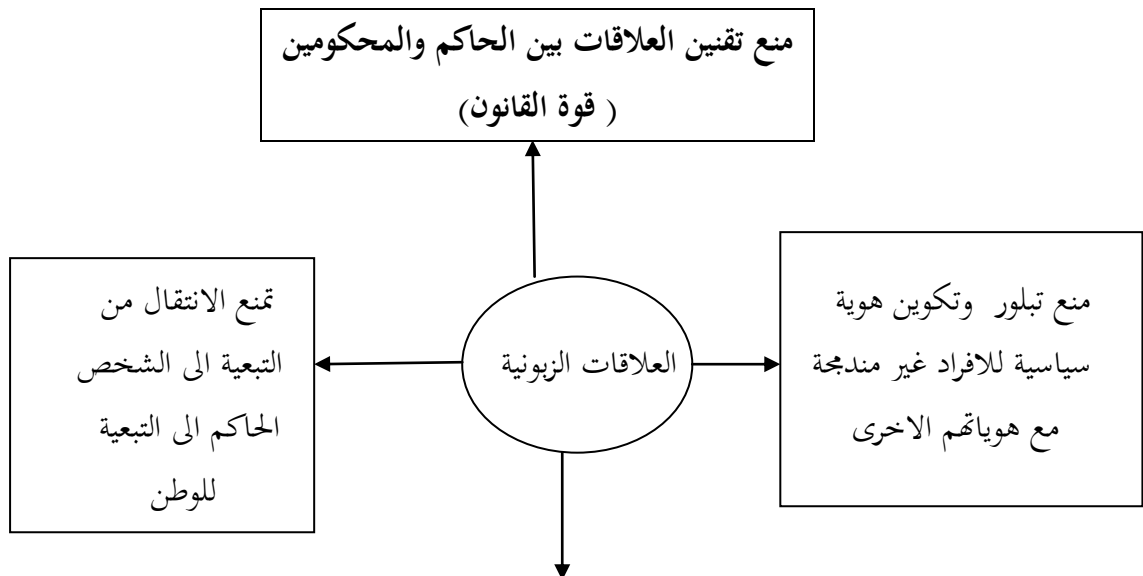 منع تقنين العلاقات بين الحاكم والمحكومين
( قوة القانون)
منع تبلور وتكوين هوية
سياسية للافراد غير مندمجة
مع هوياتهم الاخرى
العلاقات الزبونية
تمنع الانتقال من
التبعية الى الشخص
الحاكم الى التبعية
للوطن